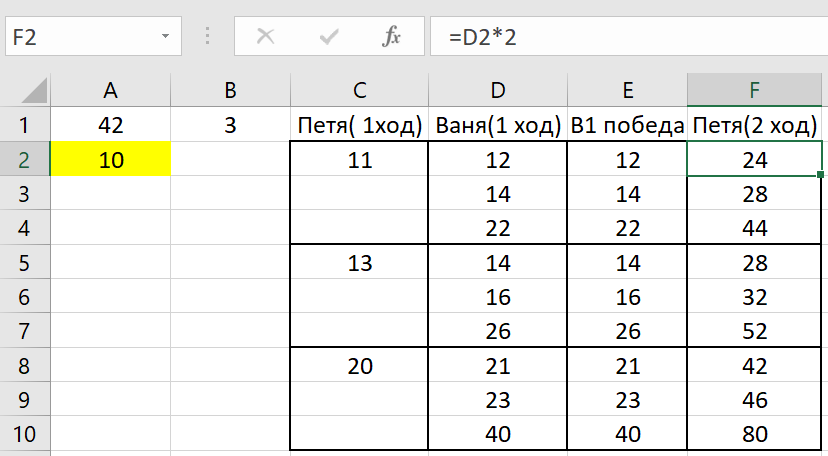 F2 fx =D2*2
A B C D E F
1 42 3 Петя( 1ход) Ваня(1 ход) В1 победа Петя(2 ход)
2 10 11 12 12 24
3 14 14 28
4 22 22 44
5 13 14 14 28
6 16 16 32
7 26 26 52
8 20 21 21 42
9 23 23 46
10 40 40 80